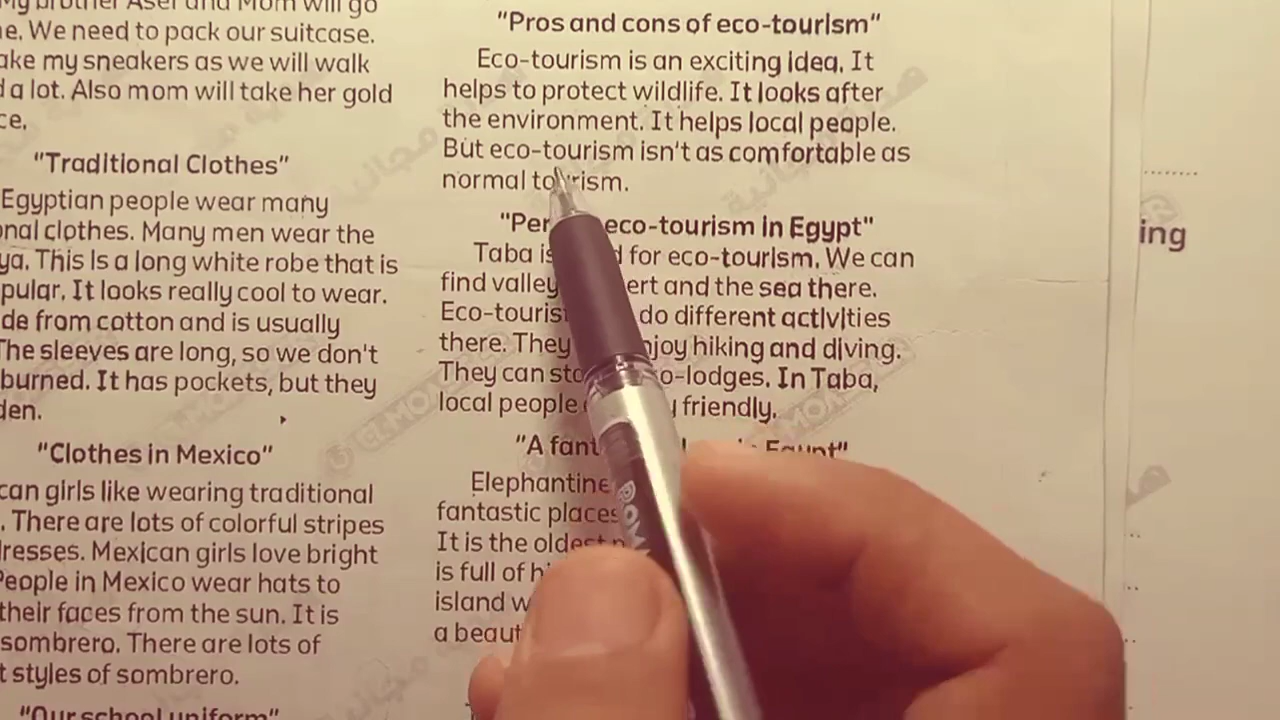 My brother Aser and Mom will go
e. We need to pack our suitcase.
ake my sneakers as we will walk
d a lot. Also mom will take her gold
ce.
"Traditional Clothes"
Egyptian people wear many
onal clothes. Many men wear the
ya. This is a long white robe that is
pular. It looks really cool to wear.
de from cotton and is usually
The sleeves are long, so we don't
burned. It has pockets, but they
den.
"Clothes in Mexico"
can girls like wearing traditional
. There are lots of colorful stripes
dresses. Mexican girls love bright
People in Mexico wear hats to
their faces from the sun. It is
sombrero. There are lots of
t styles of sombrero.
"Our school uniform"
"Pros and cons of eco-tourism"
Eco-tourism is an exciting idea. It
helps to protect wildlife. It looks after
the environment. It helps local people.
But eco-tourism isn't as comfortable as
normal tourism.
"Per eco-tourism in Egypt"
Taba is for eco-tourism. We can
find valley ert and the sea there.
Eco-tourist do different activities
there. They njoy hiking and diving.
They can sta o-lodges. In Taba,
local people y friendly.
"A fant Egypt"
Elephantine
fantastic places
It is the oldest
is full of hi
island w
a beaut
ing